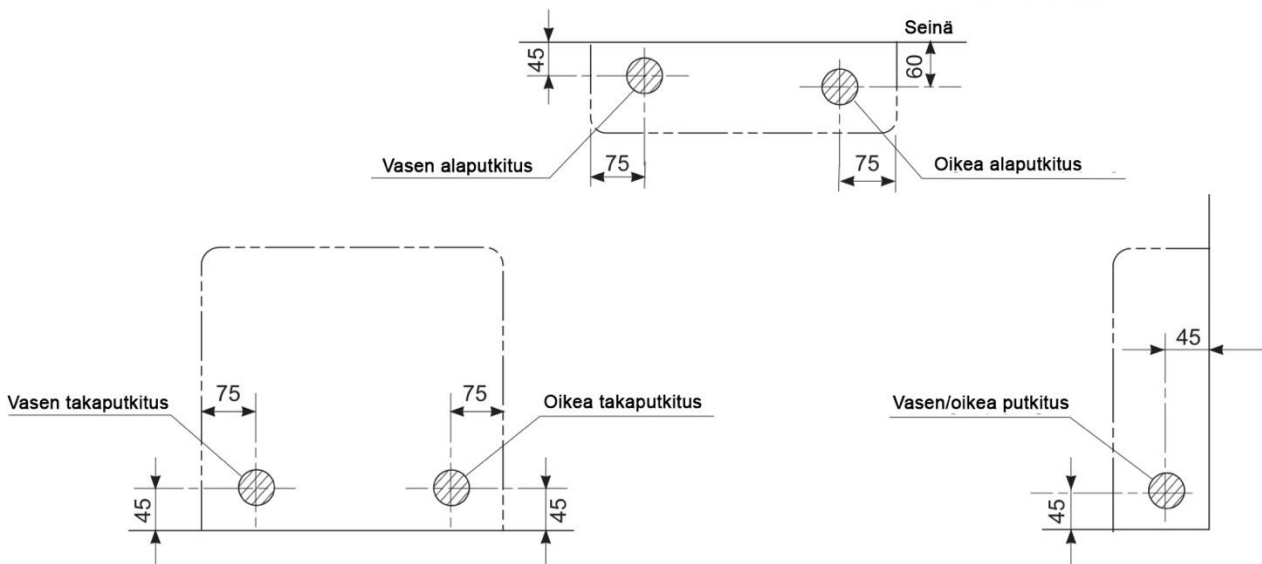 Seinä
45
60
Vasen alaputkitus
75
75
Oikea alaputkitus
Vasen takaputkitus
75
75
Oikea takaputkitus
45
45
45
Vasen/oikea putkitus
45